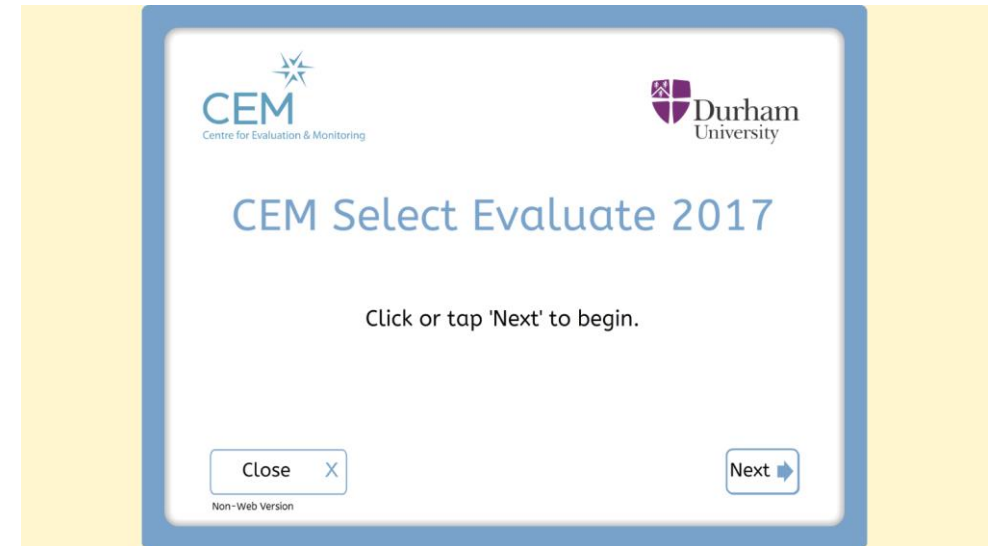 CEM
Centre for Evaluation & Monitoring
Durham
University
CEM Select Evaluate 2017
Click or tap 'Next' to begin.
Close X
Next
Non-Web Version